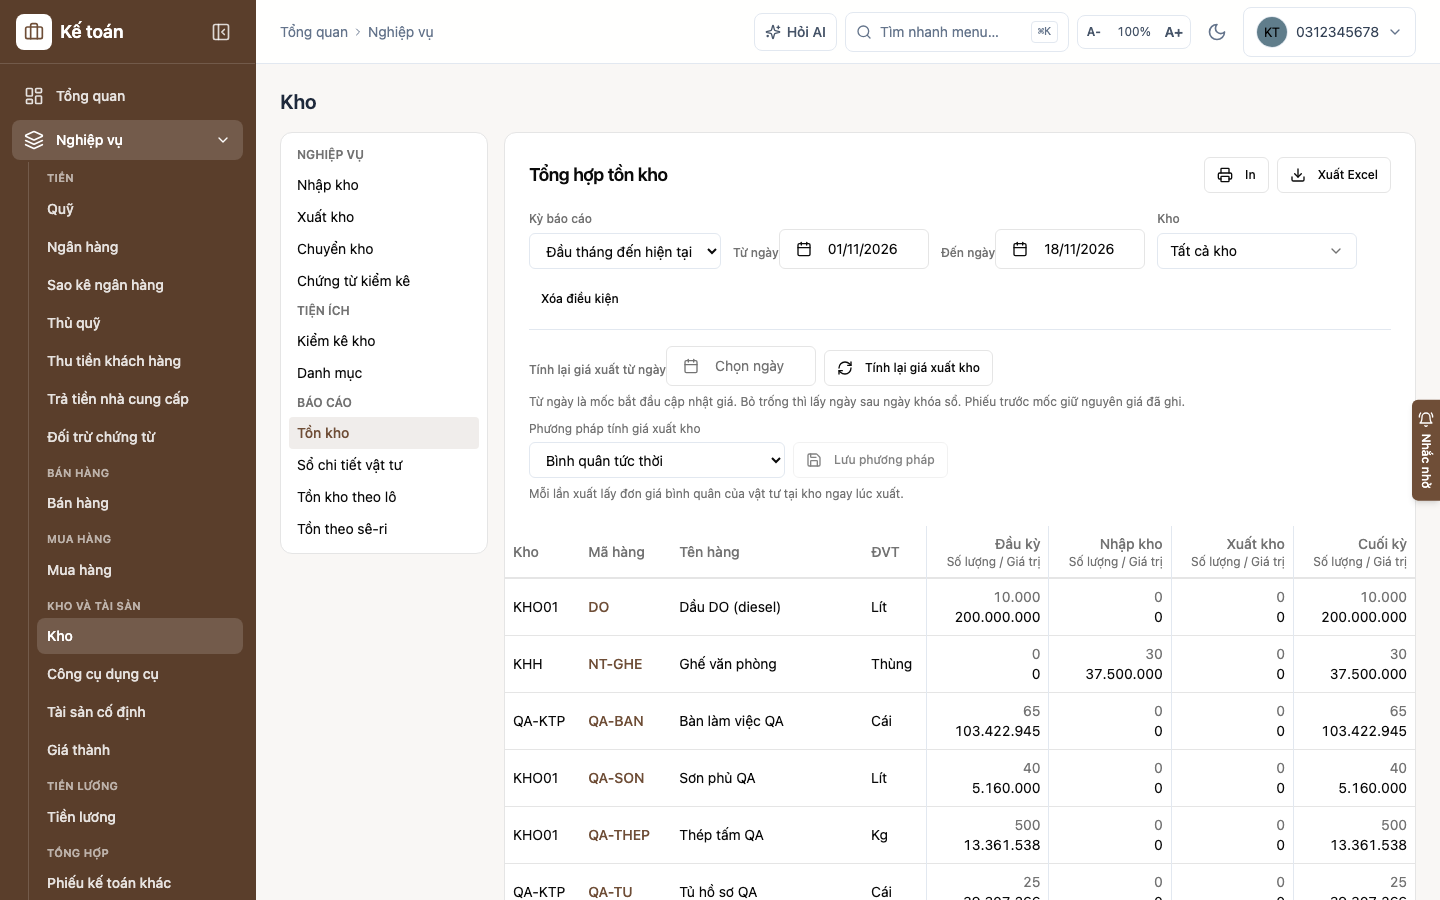 Kế toán
Tổng quan
Nghiệp vụ
TIỀN
Quỹ
Ngân hàng
Sao kê ngân hàng
Thủ quỹ
Thu tiền khách hàng
Trả tiền nhà cung cấp
Đối trừ chứng từ
BÁN HÀNG
Bán hàng
MUA HÀNG
Mua hàng
KHO VÀ TÀI SẢN
Kho
Công cụ dụng cụ
Tài sản cố định
Giá thành
TIỀN LƯƠNG
Tiền lương
TỔNG HỢP
Phiếu kế toán khác
Tổng quan > Nghiệp vụ
Hỏi AI
Tìm nhanh menu... ⌘K
A- 100% A+
KT 0312345678
Kho
NGHIỆP VỤ
Nhập kho
Xuất kho
Chuyển kho
Chứng từ kiểm kê
TIỆN ÍCH
Kiểm kê kho
Danh mục
BÁO CÁO
Tồn kho
Sổ chi tiết vật tư
Tồn kho theo lô
Tồn theo sê-ri
Tổng hợp tồn kho
In
Xuất Excel
Kỳ báo cáo
Đầu tháng đến hiện tại
Từ ngày 01/11/2026
Đến ngày 18/11/2026
Kho
Tất cả kho
Xóa điều kiện
Tính lại giá xuất từ ngày Chọn ngày
Tính lại giá xuất kho
Từ ngày là mốc bắt đầu cập nhật giá. Bỏ trống thì lấy ngày sau ngày khóa sổ. Phiếu trước mốc giữ nguyên giá đã ghi.
Phương pháp tính giá xuất kho
Bình quân tức thời
Lưu phương pháp
Mỗi lần xuất lấy đơn giá bình quân của vật tư tại kho ngay lúc xuất.
Kho Mã hàng Tên hàng ĐVT Đầu kỳ Nhập kho Xuất kho Cuối kỳ
Số lượng / Giá trị Số lượng / Giá trị Số lượng / Giá trị Số lượng / Giá trị
KHO01 DO Dầu DO (diesel) Lít 10.000 0 0 10.000
200.000.000 0 0 200.000.000
KHH NT-GHE Ghế văn phòng Thùng 0 30 0 30
0 37.500.000 0 37.500.000
QA-KTP QA-BAN Bàn làm việc QA Cái 65 0 0 65
103.422.945 0 0 103.422.945
KHO01 QA-SON Sơn phủ QA Lít 40 0 0 40
5.160.000 0 0 5.160.000
KHO01 QA-THEP Thép tấm QA Kg 500 0 0 500
13.361.538 0 0 13.361.538
QA-KTP QA-TU Tủ hồ sơ QA Cái 25 0 0 25
Nhắc nhở